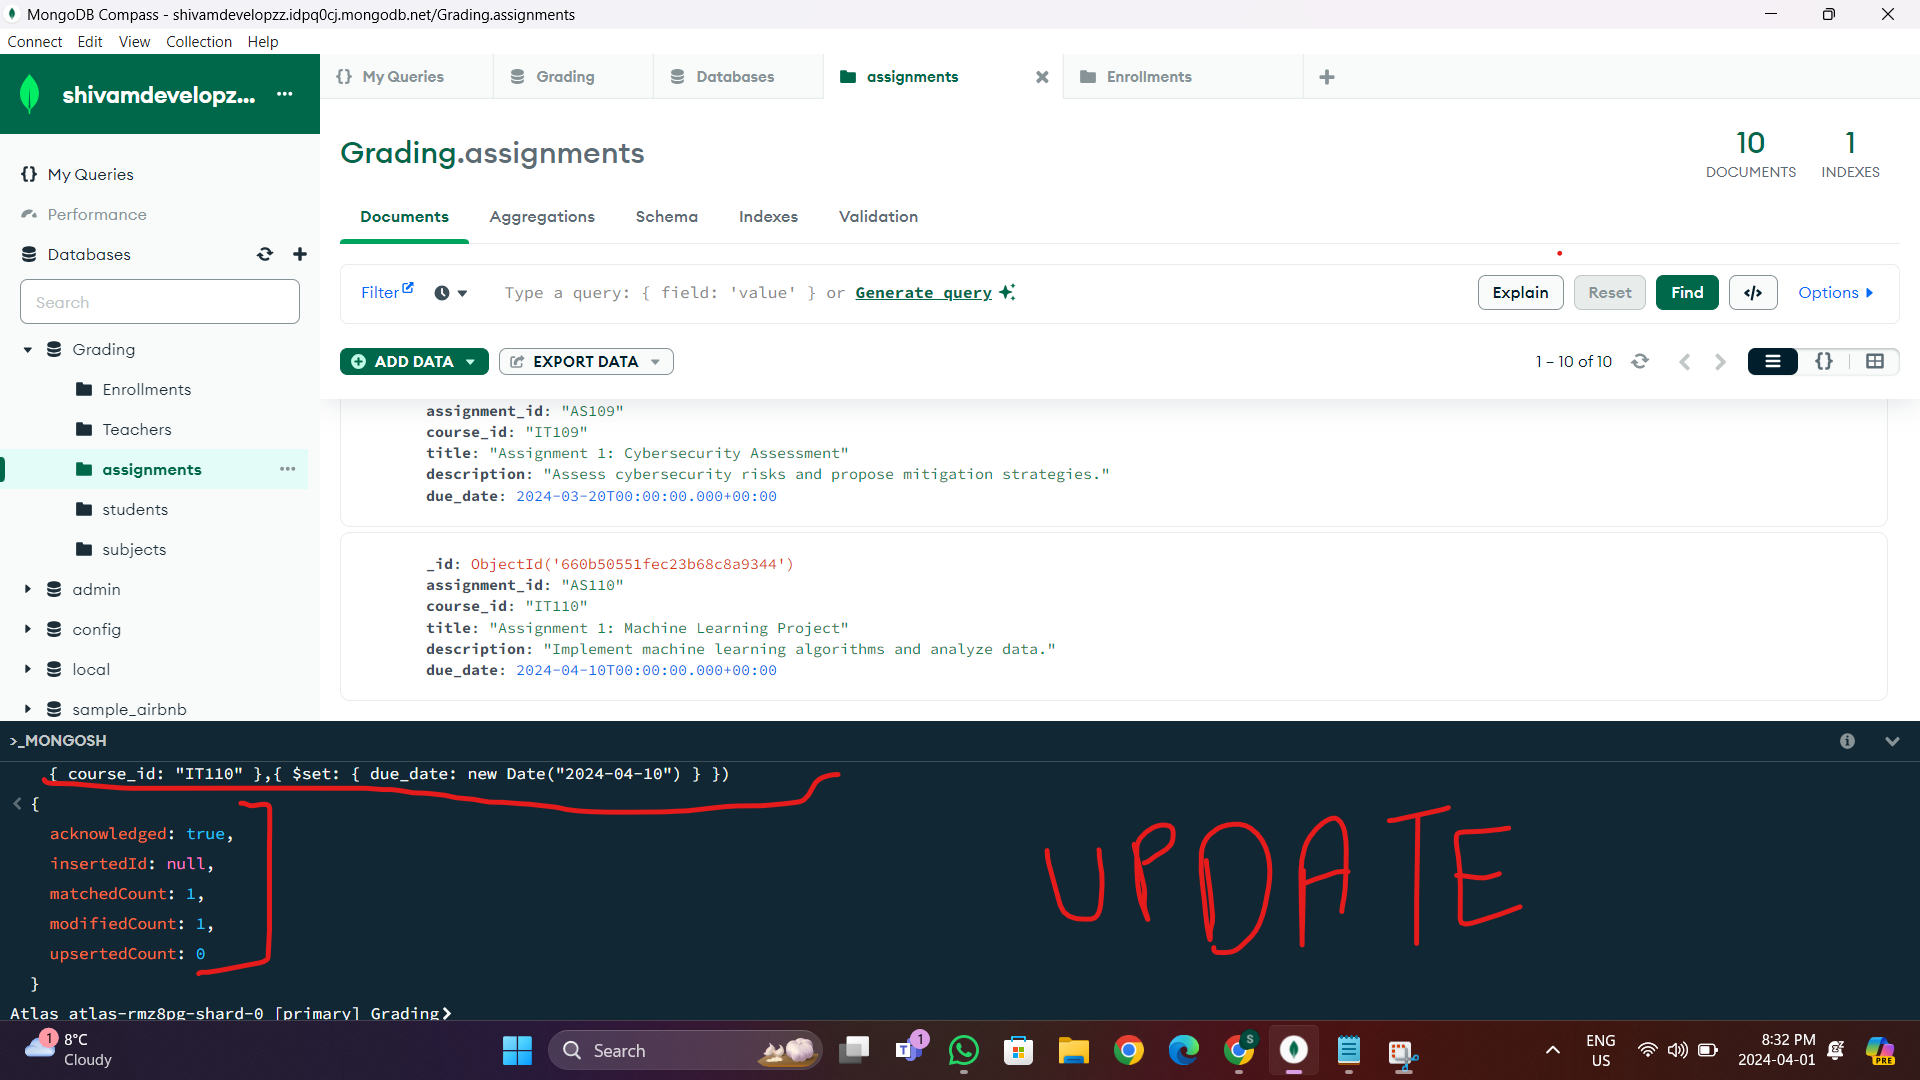 MongoDB Compass - shivamdevelopzz.idpq0cj.mongodb.net/Grading.assignments
Connect Edit View Collection Help
shivamdevelopz... ...
{} My Queries
Grading
Databases
assignments
Enrollments
{} My Queries
Performance
Databases
Search
Grading
Enrollments
Teachers
assignments
students
subjects
admin
config
local
sample_airbnb
Grading.assignments
10
DOCUMENTS
1
INDEXES
Documents Aggregations Schema Indexes Validation
Filter Type a query: { field: 'value' } or Generate query
Explain Reset Find </> Options
ADD DATA EXPORT DATA
1 – 10 of 10 {}
assignment_id: "AS109"
course_id: "IT109"
title: "Assignment 1: Cybersecurity Assessment"
description: "Assess cybersecurity risks and propose mitigation strategies."
due_date: 2024-03-20T00:00:00.000+00:00
_id: ObjectId('660b50551fec23b68c8a9344')
assignment_id: "AS110"
course_id: "IT110"
title: "Assignment 1: Machine Learning Project"
description: "Implement machine learning algorithms and analyze data."
due_date: 2024-04-10T00:00:00.000+00:00
>_MONGOSH
{ course_id: "IT110" },{ $set: { due_date: new Date("2024-04-10") } })
< {
acknowledged: true,
insertedId: null,
matchedCount: 1,
modifiedCount: 1,
upsertedCount: 0
}
UPDATE
Atlas atlas-rmz8pg-shard-0 [primary] Grading>
1
8°C
Cloudy
Search
1
S
ENG
US
8:32 PM
2024-04-01
PRE